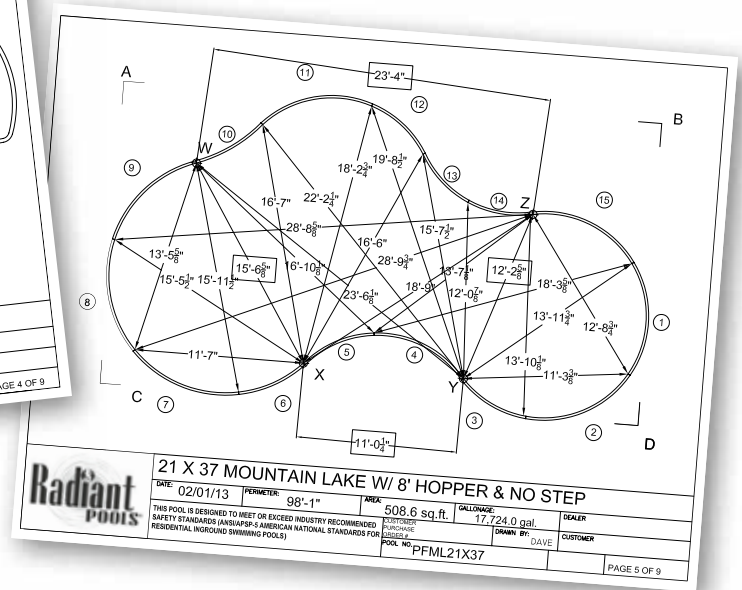 A
11
23'-4"
12
B
10
W
9
13
14
Z
15
18'-2¾"
19'-8½"
16'-7"
22'-2¼"
28'-8⅝"
15'-7½"
16'-6"
13'-5⅝"
15'-5½"
15'-11½"
15'-6⅝"
16'-10⅛"
28'-9¾"
13'-7⅛"
12'-2⅝"
23'-6⅛"
18'-9"
12'-0⅞"
18'-3⅝"
13'-11¾"
12'-8¾"
8
1
11'-7"
5
4
13'-10⅛"
11'-3⅜"
X
Y
C
7
6
3
2
D
11'-0¼"
AGE 4 OF 9
Radiant
POOLS
21 X 37 MOUNTAIN LAKE W/ 8' HOPPER & NO STEP
DATE: 02/01/13 PERIMETER: 98'-1" AREA: 508.6 sq.ft. GALLONAGE: 17,724.0 gal. DEALER
THIS POOL IS DESIGNED TO MEET OR EXCEED INDUSTRY RECOMMENDED
SAFETY STANDARDS (ANSI/APSP-5 AMERICAN NATIONAL STANDARDS FOR
RESIDENTIAL INGROUND SWIMMING POOLS)
CUSTOMER
PURCHASE
ORDER #
DRAWN BY: DAVE
CUSTOMER
POOL NO. PFML21X37
PAGE 5 OF 9